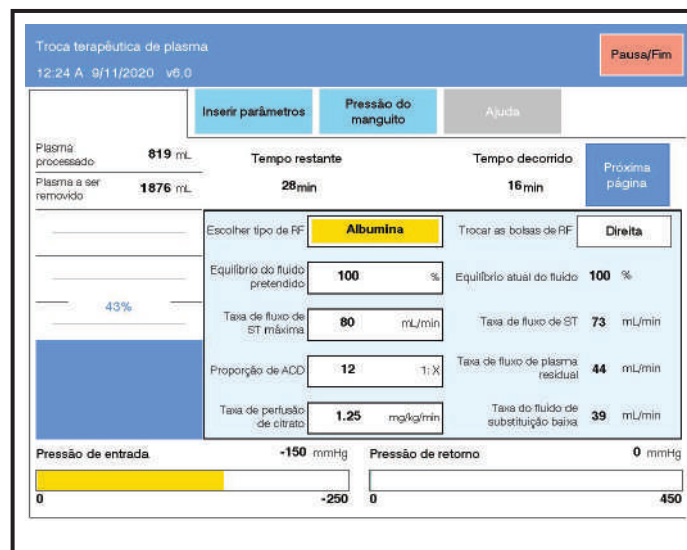 Troca terapêutica de plasma
12:24 A 9/11/2020 v6.0
Pausa/Fim
Inserir parâmetros
Pressão do
manguito
Ajuda
Plasma
processado
819 mL
Plasma a ser
removido
1876 mL
Tempo restante
28 min
Tempo decorrido
16 min
Próxima
página
43%
Escolher tipo de RF
Albumina
Trocar as bolsas de RF
Direita
Equilíbrio do fluido
pretendido
100 %
Equilíbrio atual do fluido 100 %
Taxa de fluxo de
ST máxima
80 mL/min
Taxa de fluxo de ST 73 mL/min
Proporção de ACD
12 1: X
Taxa de fluxo de plasma
residual
44 mL/min
Taxa de perfusão
de citrato
1.25 mg/kg/min
Taxa do fluido de
substituição baixa
39 mL/min
Pressão de entrada -150 mmHg
0 -250
Pressão de retorno 0 mmHg
0 450